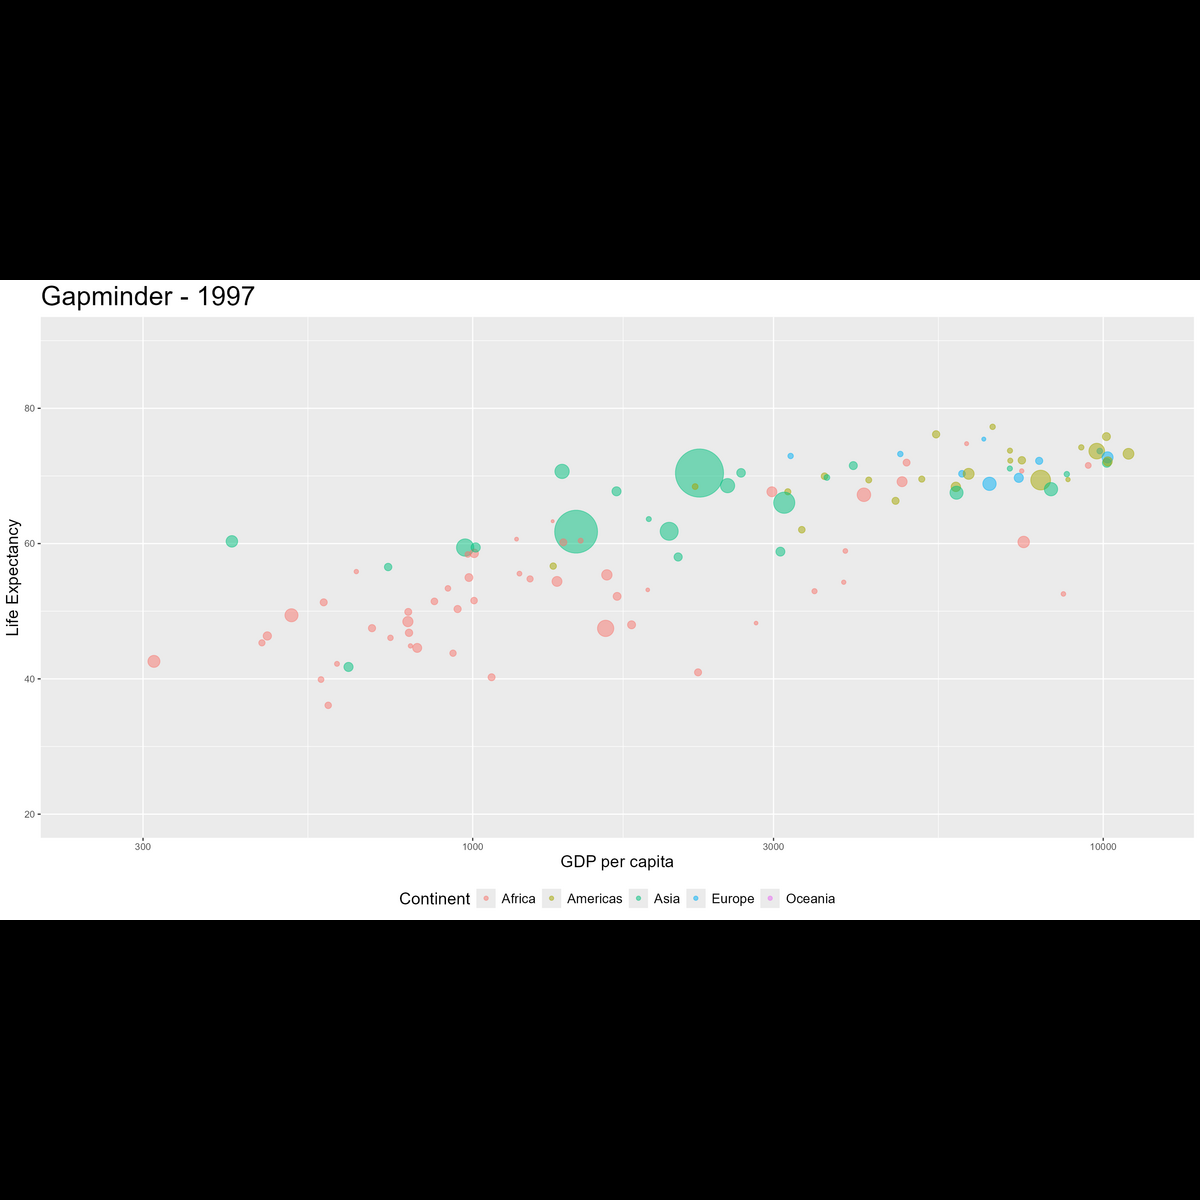 Gapminder - 1997
80
60
40
20
Life Expectancy
300 1000 3000 10000
GDP per capita
Continent Africa Americas Asia Europe Oceania